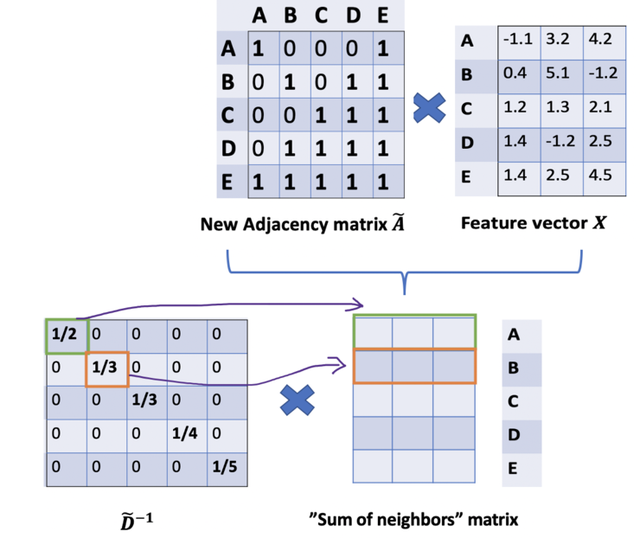 A B C D E
A 1 0 0 0 1
B 0 1 0 1 1
C 0 0 1 1 1
D 0 1 1 1 1
E 1 1 1 1 1
New Adjacency matrix Ã
A -1.1 3.2 4.2
B 0.4 5.1 -1.2
C 1.2 1.3 2.1
D 1.4 -1.2 2.5
E 1.4 2.5 4.5
Feature vector X
1/2 0 0 0 0
0 1/3 0 0 0
0 0 1/3 0 0
0 0 0 1/4 0
0 0 0 0 1/5
D̃⁻¹
A
B
C
D
E
”Sum of neighbors” matrix